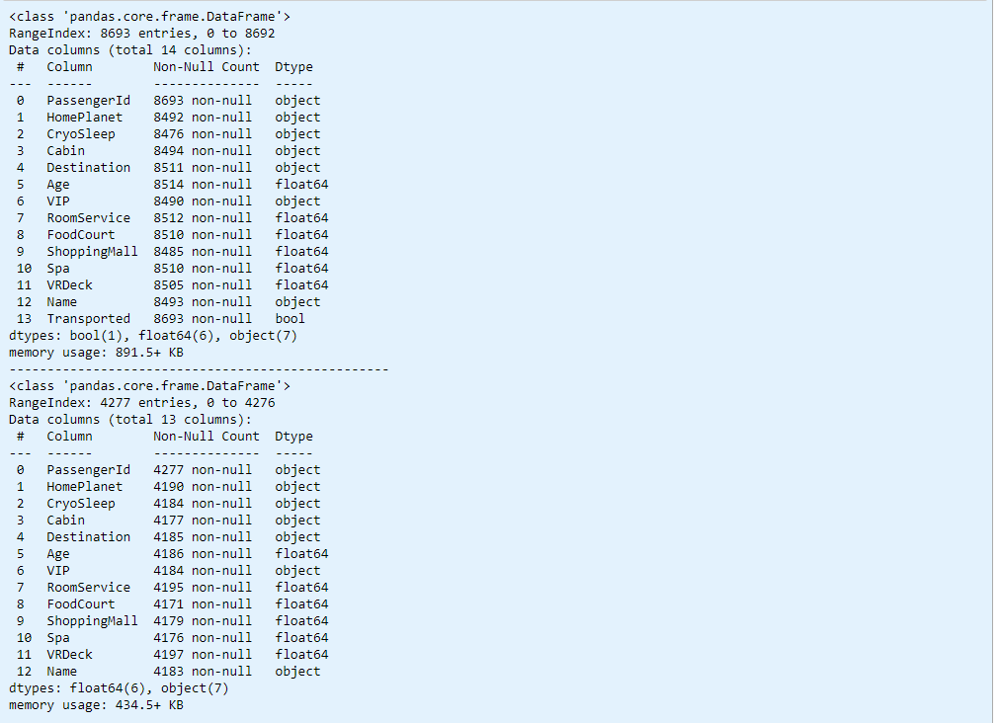 <class 'pandas.core.frame.DataFrame'>
RangeIndex: 8693 entries, 0 to 8692
Data columns (total 14 columns):
 #   Column        Non-Null Count  Dtype
---  ------        --------------  -----
 0   PassengerId   8693 non-null   object
 1   HomePlanet    8492 non-null   object
 2   CryoSleep     8476 non-null   object
 3   Cabin         8494 non-null   object
 4   Destination   8511 non-null   object
 5   Age           8514 non-null   float64
 6   VIP           8490 non-null   object
 7   RoomService   8512 non-null   float64
 8   FoodCourt     8510 non-null   float64
 9   ShoppingMall  8485 non-null   float64
 10  Spa           8510 non-null   float64
 11  VRDeck        8505 non-null   float64
 12  Name          8493 non-null   object
 13  Transported   8693 non-null   bool
dtypes: bool(1), float64(6), object(7)
memory usage: 891.5+ KB
--------------------------------------------------
<class 'pandas.core.frame.DataFrame'>
RangeIndex: 4277 entries, 0 to 4276
Data columns (total 13 columns):
 #   Column        Non-Null Count  Dtype
---  ------        --------------  -----
 0   PassengerId   4277 non-null   object
 1   HomePlanet    4190 non-null   object
 2   CryoSleep     4184 non-null   object
 3   Cabin         4177 non-null   object
 4   Destination   4185 non-null   object
 5   Age           4186 non-null   float64
 6   VIP           4184 non-null   object
 7   RoomService   4195 non-null   float64
 8   FoodCourt     4171 non-null   float64
 9   ShoppingMall  4179 non-null   float64
 10  Spa           4176 non-null   float64
 11  VRDeck        4197 non-null   float64
 12  Name          4183 non-null   object
dtypes: float64(6), object(7)
memory usage: 434.5+ KB